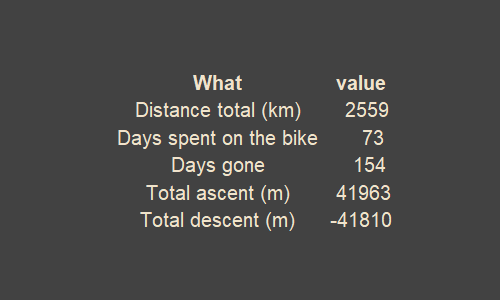 What value
Distance total (km) 2559
Days spent on the bike 73
Days gone 154
Total ascent (m) 41963
Total descent (m) -41810